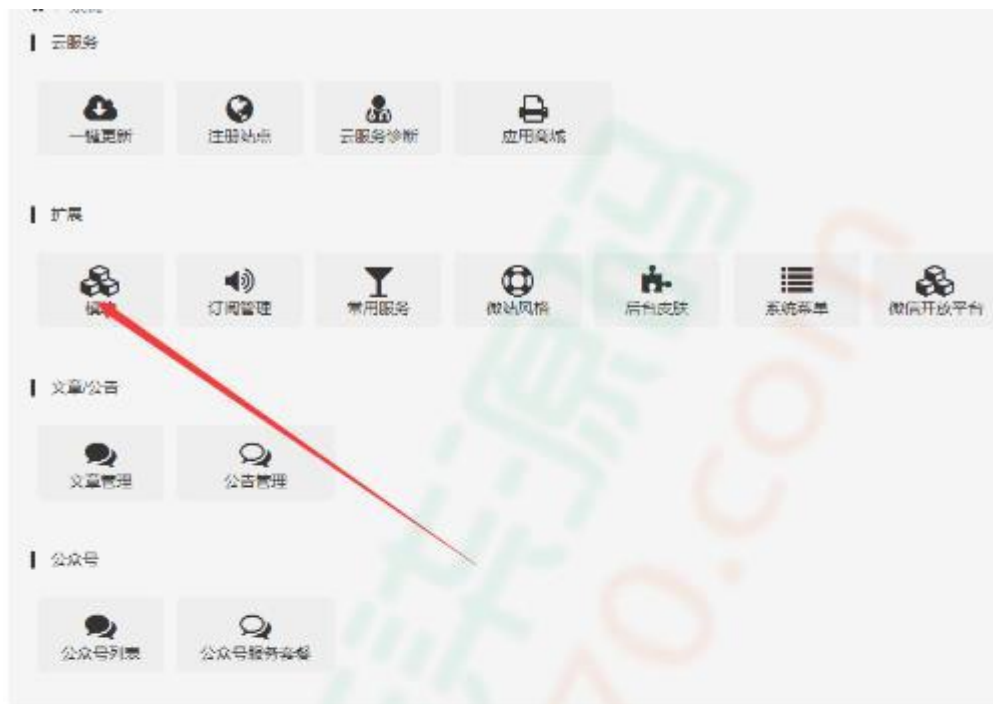 云服务
一键更新 注册站点 云服务诊断 应用商城
扩展
订阅管理 常用服务 微站风格 后台皮肤 系统菜单 微信开放平台
文章/公告
文章管理 公告管理
公众号
公众号列表 公众号服务套餐